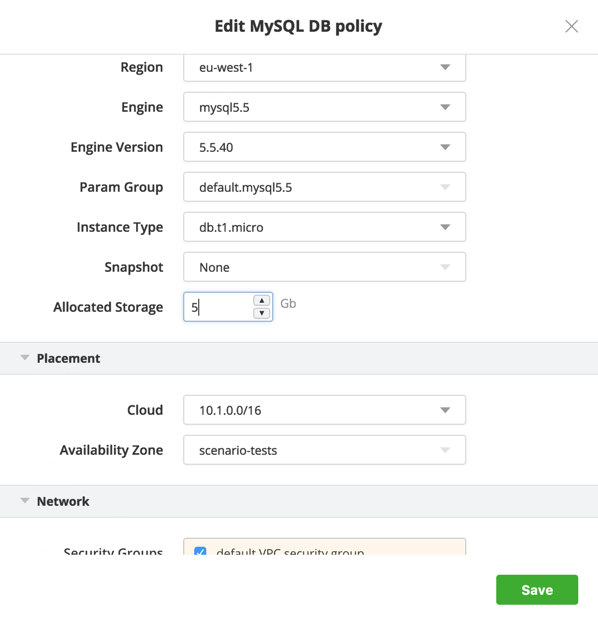 Edit MySQL DB policy
Region eu-west-1
Engine mysql5.5
Engine Version 5.5.40
Param Group default.mysql5.5
Instance Type db.t1.micro
Snapshot None
Allocated Storage 5 Gb
Placement
Cloud 10.1.0.0/16
Availability Zone scenario-tests
Network
Security Groups default VPC security group
Save